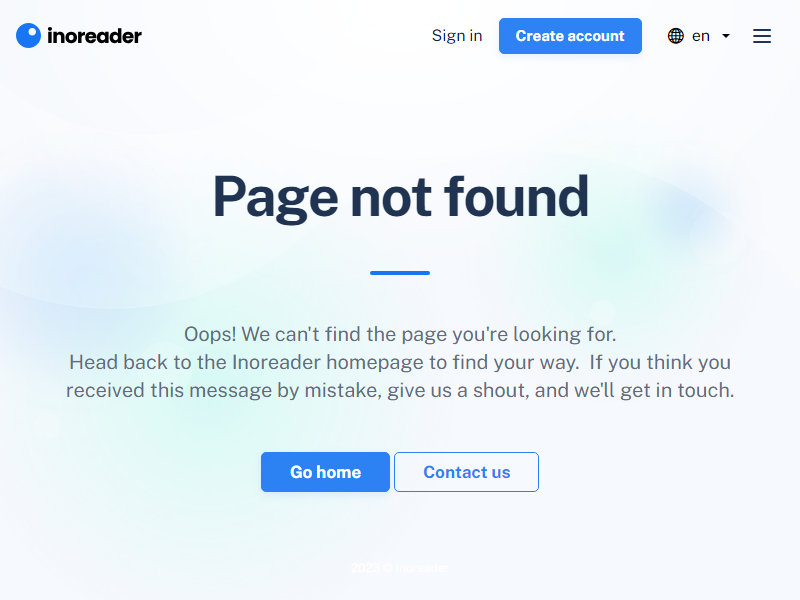 inoreader
Sign in
Create account
en
Page not found
Oops! We can't find the page you're looking for.
Head back to the Inoreader homepage to find your way. If you think you
received this message by mistake, give us a shout, and we'll get in touch.
Go home
Contact us
2023 © Inoreader